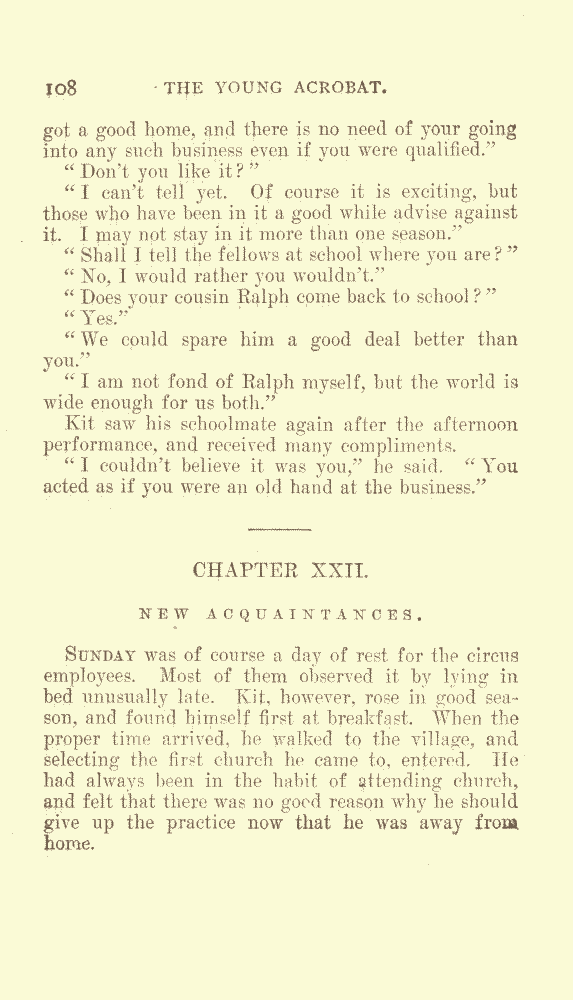 108 THE YOUNG ACROBAT.
got a good home, and there is no need of your going
into any such business even if you were qualified.”
“ Don’t you like it? ”
“ I can’t tell yet. Of course it is exciting, but
those who have been in it a good while advise against
it. I may not stay in it more than one season.”
“ Shall I tell the fellows at school where you are? ”
“ No, I would rather you wouldn’t.”
“ Does your cousin Ralph come back to school? ”
“ Yes.”
“ We could spare him a good deal better than
you.”
“ I am not fond of Ralph myself, but the world is
wide enough for us both.”
Kit saw his schoolmate again after the afternoon
performance, and received many compliments.
“ I couldn’t believe it was you,” he said. “ You
acted as if you were an old hand at the business.”
CHAPTER XXII.
NEW ACQUAINTANCES.
SUNDAY was of course a day of rest for the circus
employees. Most of them observed it by lying in
bed unusually late. Kit, however, rose in good sea-
son, and found himself first at breakfast. When the
proper time arrived, he walked to the village, and
selecting the first church he came to, entered. He
had always been in the habit of attending church,
and felt that there was no good reason why he should
give up the practice now that he was away from
home.